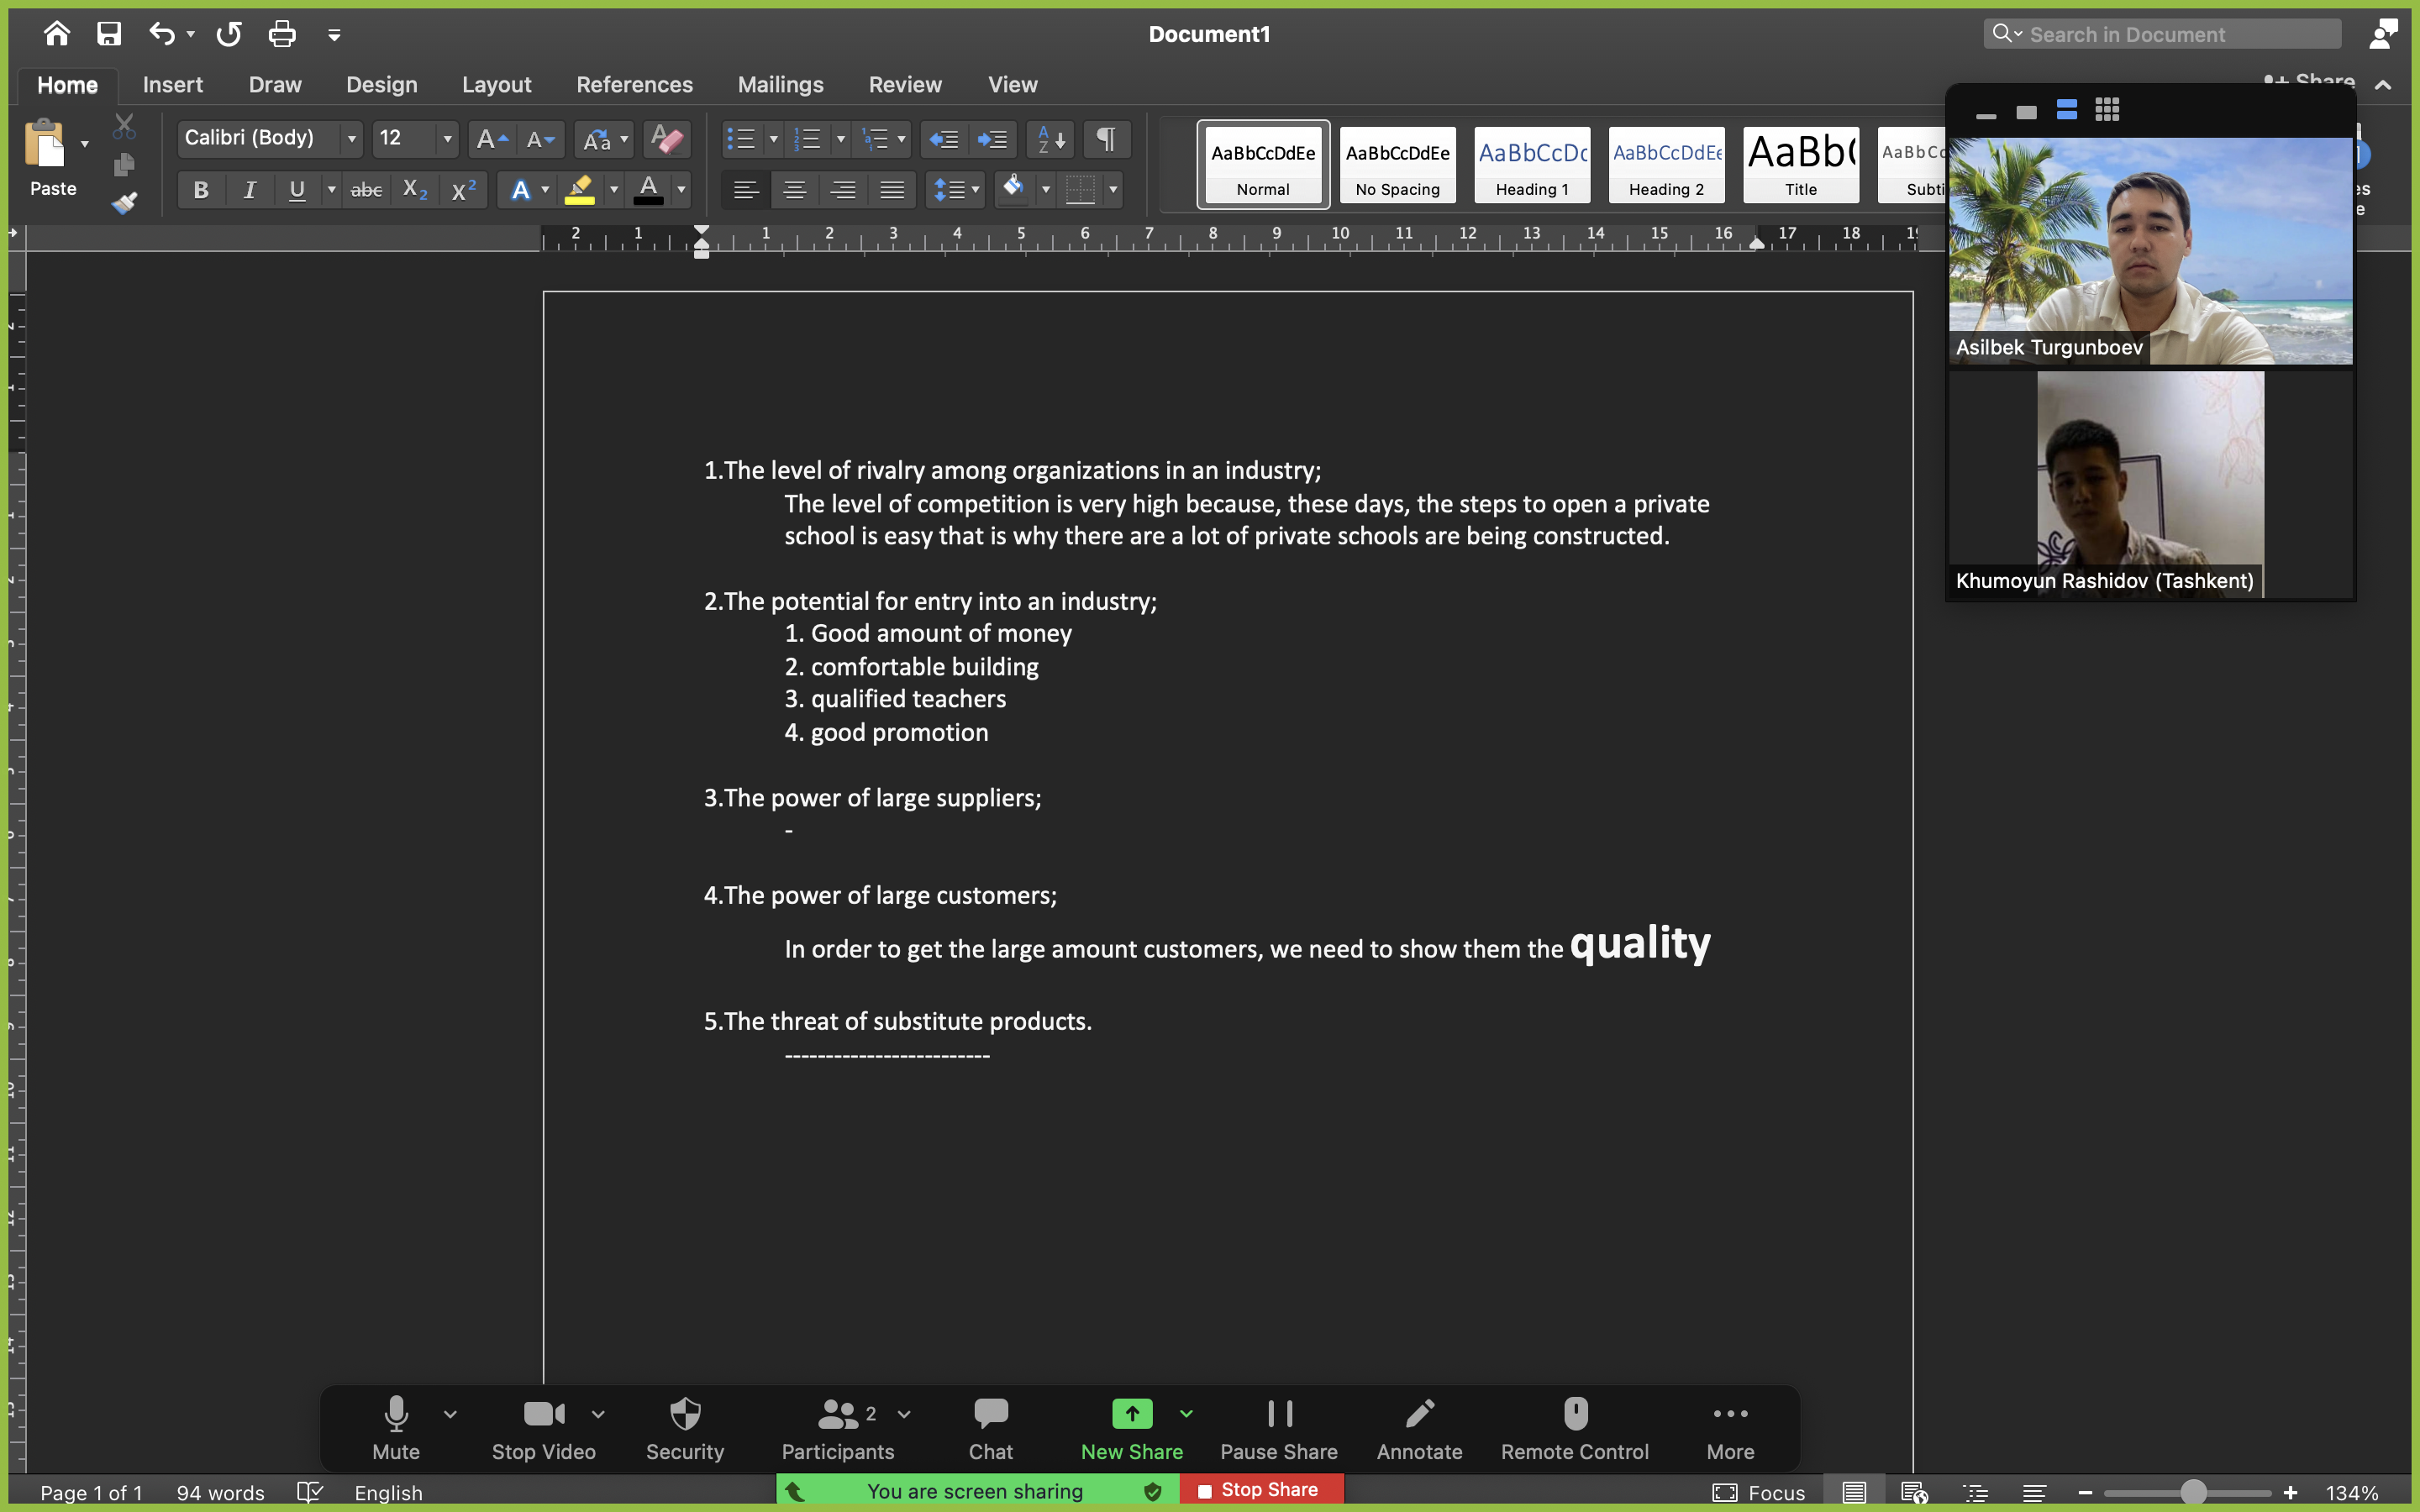 Document1
Search in Document
Home Insert Draw Design Layout References Mailings Review View
Share
Paste
Calibri (Body) 12
AaBbCcDdEe AaBbCcDdEe AaBbCcDc AaBbCcDdEe AaBb( AaBbCc
Normal No Spacing Heading 1 Heading 2 Title Subti
2 1 1 2 3 4 5 6 7 8 9 10 11 12 13 14 15 16 17 18
Asilbek Turgunboev
Khumoyun Rashidov (Tashkent)
1.The level of rivalry among organizations in an industry;
The level of competition is very high because, these days, the steps to open a private
school is easy that is why there are a lot of private schools are being constructed.
2.The potential for entry into an industry;
1. Good amount of money
2. comfortable building
3. qualified teachers
4. good promotion
3.The power of large suppliers;
-
4.The power of large customers;
In order to get the large amount customers, we need to show them the quality
5.The threat of substitute products.
-------------------------
Mute Stop Video Security Participants 2 Chat New Share Pause Share Annotate Remote Control More
Page 1 of 1 94 words English You are screen sharing Stop Share Focus 134%